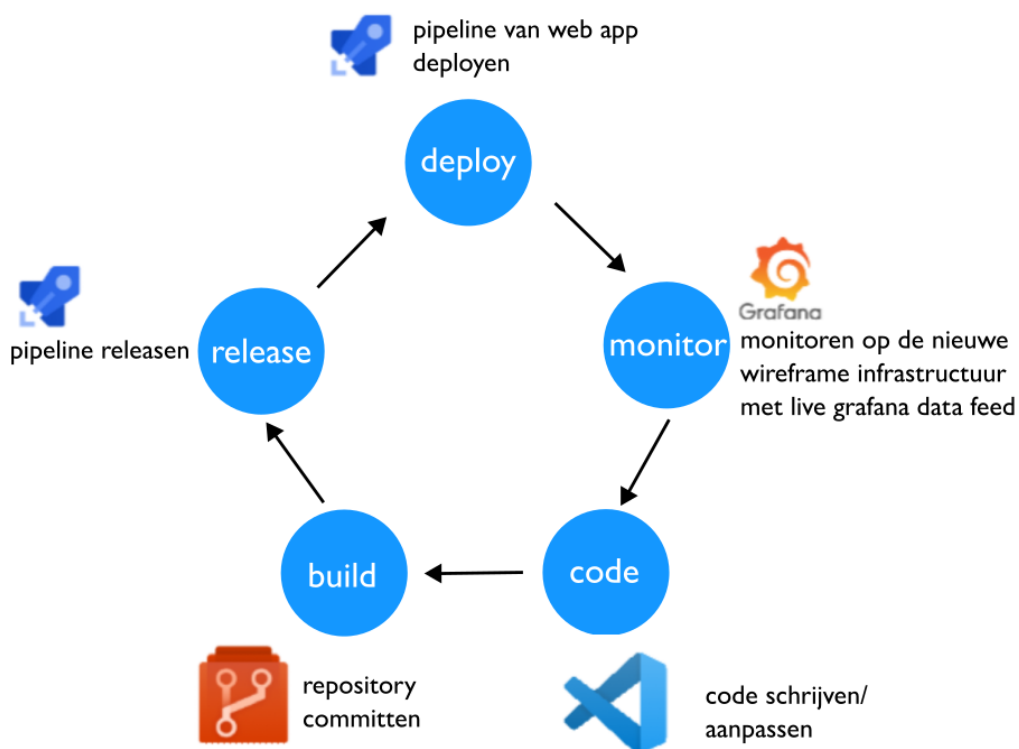 pipeline van web app
deployen
deploy
Grafana
monitor
monitoren op de nieuwe
wireframe infrastructuur
met live grafana data feed
pipeline releasen
release
build
code
repository
committen
code schrijven/
aanpassen